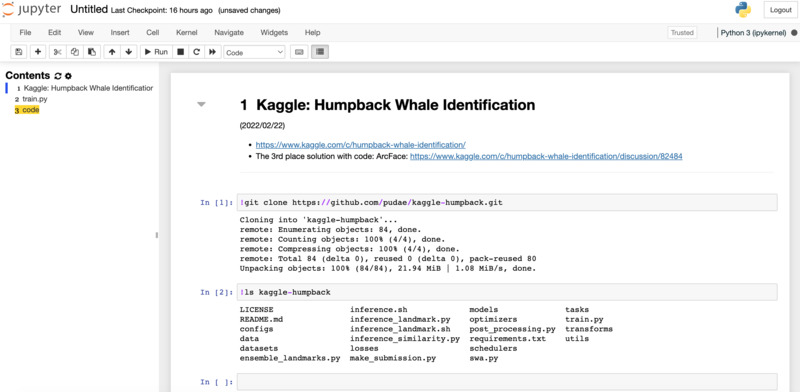 jupyter Untitled Last Checkpoint: 16 hours ago (unsaved changes)
Logout
File Edit View Insert Cell Kernel Navigate Widgets Help
Trusted
Python 3 (ipykernel)
Run
Code
Contents
1 Kaggle: Humpback Whale Identification
2 train.py
3 code
1 Kaggle: Humpback Whale Identification
(2022/02/22)
https://www.kaggle.com/c/humpback-whale-identification/
The 3rd place solution with code: ArcFace: https://www.kaggle.com/c/humpback-whale-identification/discussion/82484
In [1]: !git clone https://github.com/pudae/kaggle-humpback.git
Cloning into 'kaggle-humpback'...
remote: Enumerating objects: 84, done.
remote: Counting objects: 100% (4/4), done.
remote: Compressing objects: 100% (4/4), done.
remote: Total 84 (delta 0), reused 0 (delta 0), pack-reused 80
Unpacking objects: 100% (84/84), 21.94 MiB | 1.08 MiB/s, done.
In [2]: !ls kaggle-humpback
LICENSE inference.sh models tasks
README.md inference_landmark.py optimizers train.py
configs inference_landmark.sh post_processing.py transforms
data inference_similarity.py requirements.txt utils
datasets losses schedulers
ensemble_landmarks.py make_submission.py swa.py
In [ ]: